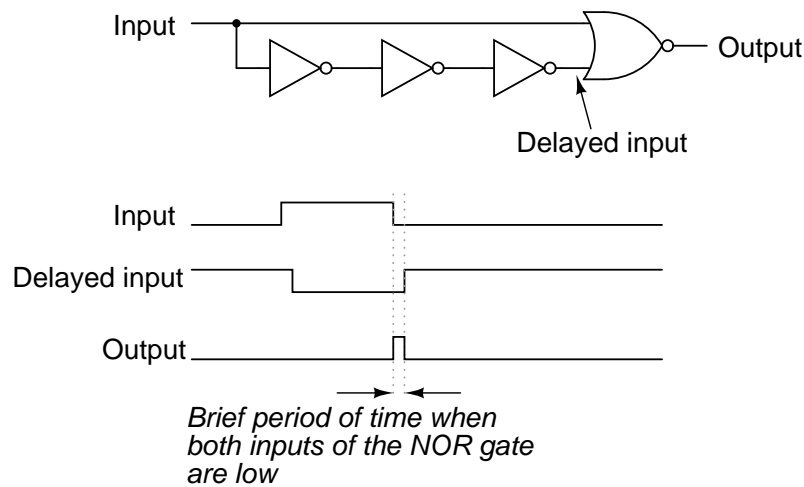 Input
Output
Delayed input
Input
Delayed input
Output
Brief period of time when
both inputs of the NOR gate
are low